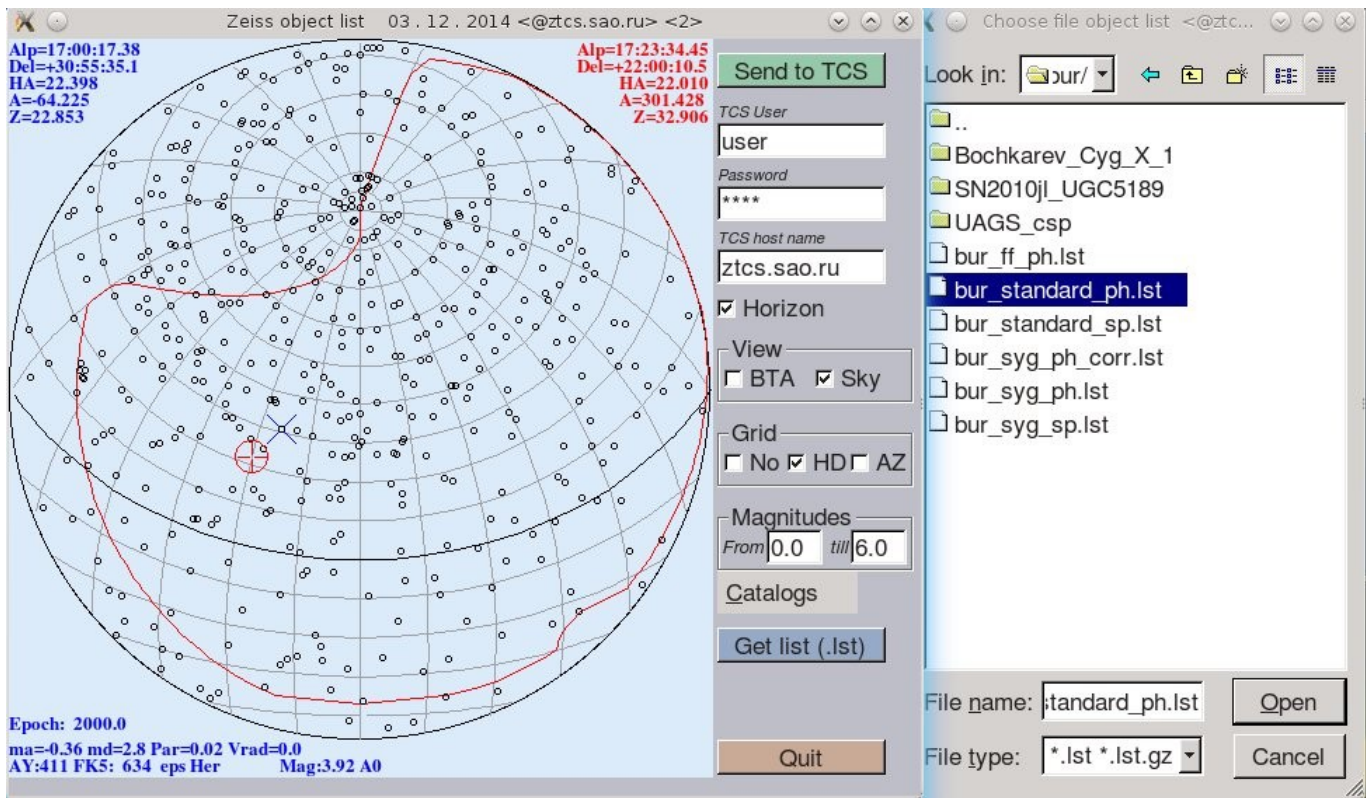 Zeiss object list 03 . 12 . 2014 <@ztcs.sao.ru> <2>
Alp=17:00:17.38
Del=+30:55:35.1
HA=22.398
A=-64.225
Z=22.853
Alp=17:23:34.45
Del=+22:00:10.5
HA=22.010
A=301.428
Z=32.906
Epoch: 2000.0
ma=-0.36 md=2.8 Par=0.02 Vrad=0.0
AY:411 FK5: 634 eps Her Mag:3.92 A0
Send to TCS
TCS User
user
Password
****
TCS host name
ztcs.sao.ru
Horizon
View
BTA Sky
Grid
No HD AZ
Magnitudes
From 0.0 till 6.0
Catalogs
Get list (.lst)
Quit
Choose file object list <@ztc...
Look in: bur/
..
Bochkarev_Cyg_X_1
SN2010jl_UGC5189
UAGS_csp
bur_ff_ph.lst
bur_standard_ph.lst
bur_standard_sp.lst
bur_syg_ph_corr.lst
bur_syg_ph.lst
bur_syg_sp.lst
File name: standard_ph.lst Open
File type: *.lst *.lst.gz Cancel